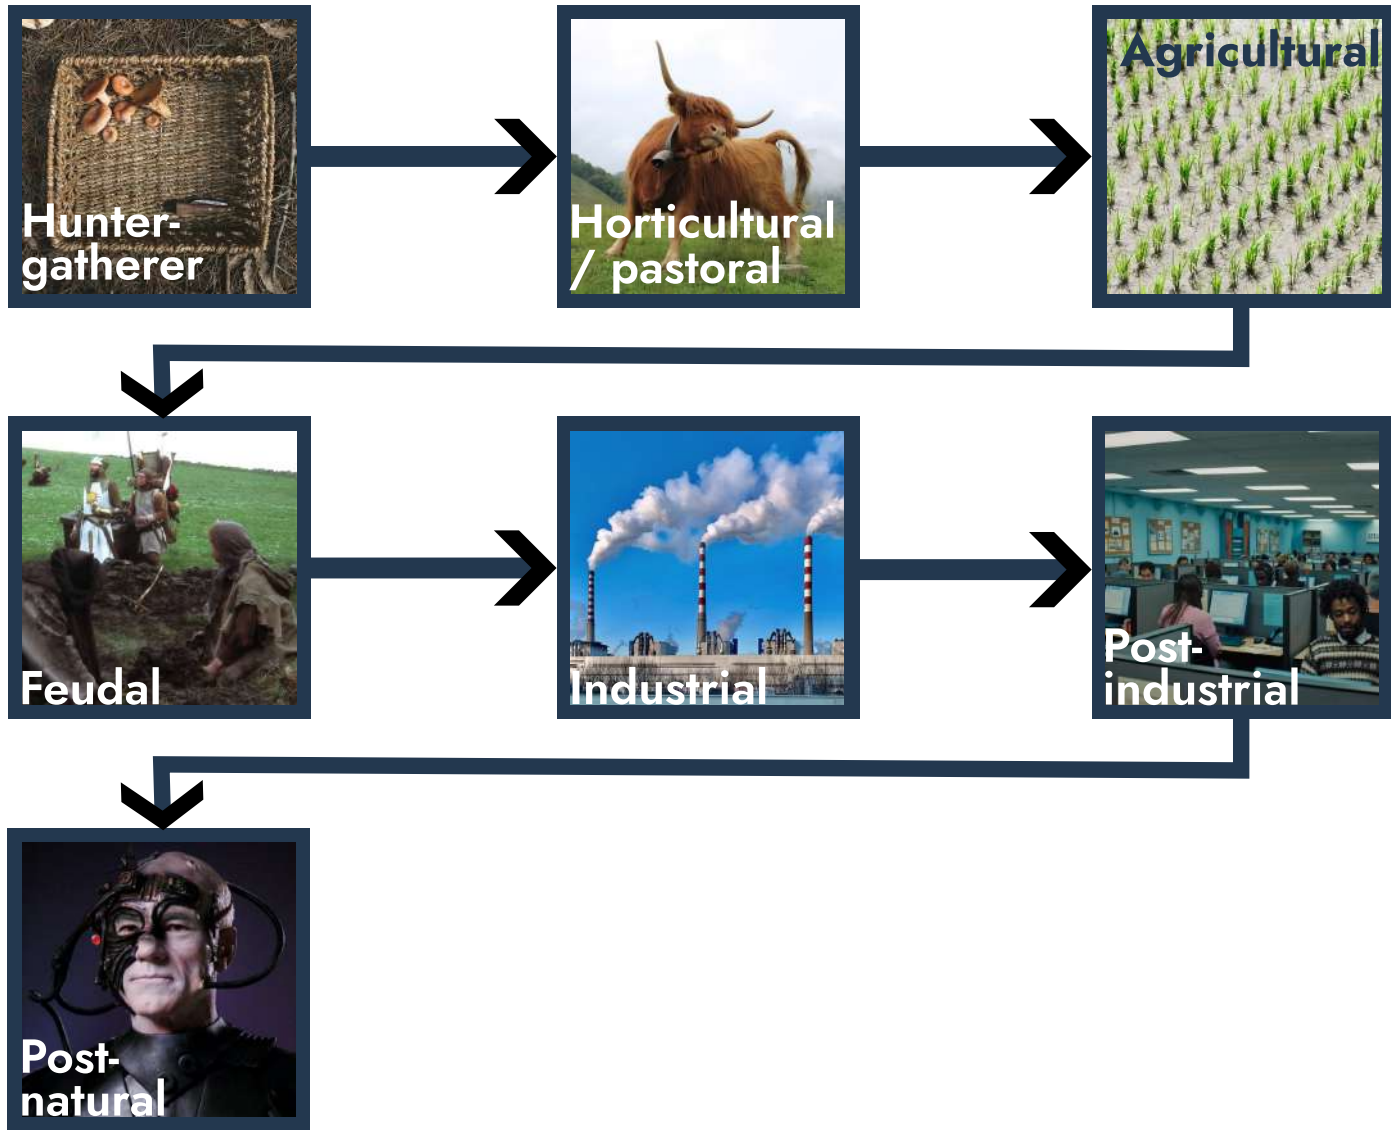 Hunter-
gatherer
Horticultural
/ pastoral
Agricultural
Feudal
Industrial
Post-
industrial
Post-
natural